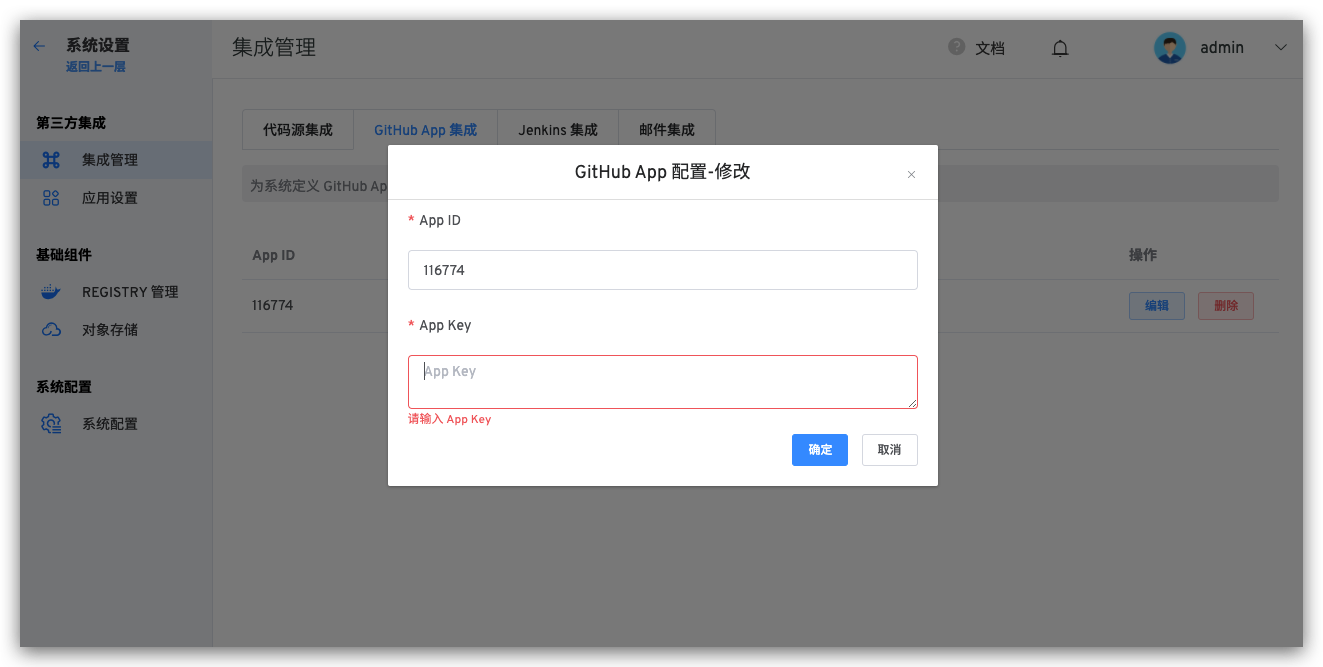 系统设置
返回上一层
集成管理
? 文档
admin
第三方集成
集成管理
应用设置
基础组件
REGISTRY 管理
对象存储
系统配置
系统配置
代码源集成
GitHub App 集成
Jenkins 集成
邮件集成
为系统定义 GitHub Ap
App ID
操作
116774
编辑
删除
GitHub App 配置-修改
* App ID
116774
* App Key
App Key
请输入 App Key
确定
取消